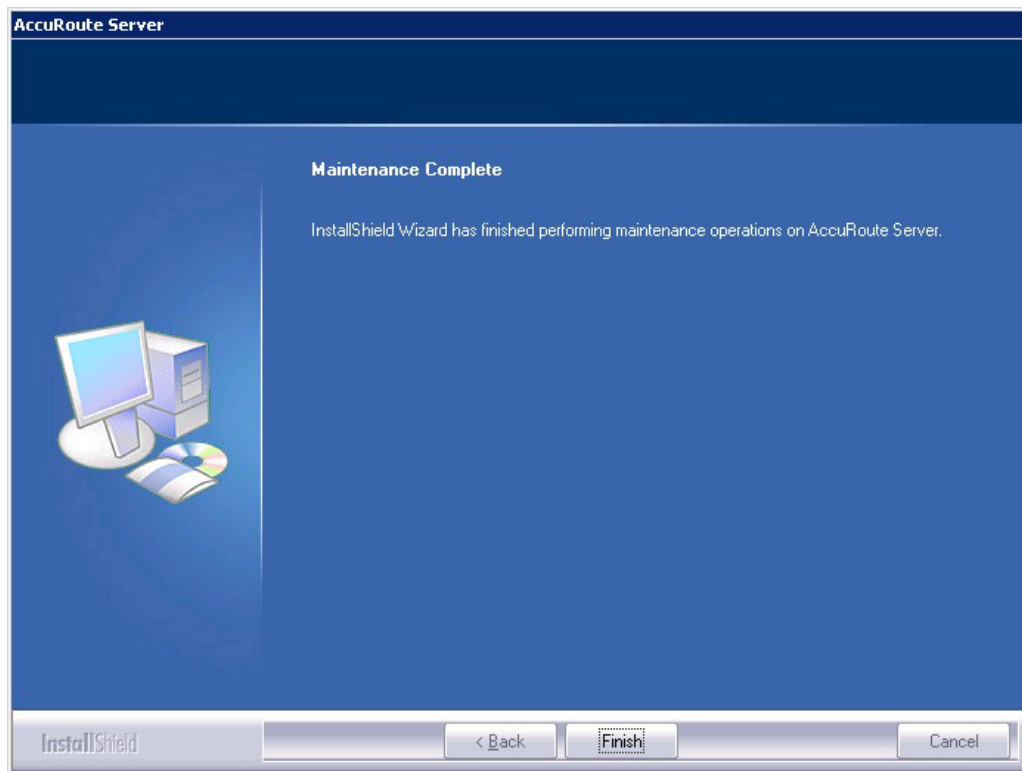 AccuRoute Server
Maintenance Complete
InstallShield Wizard has finished performing maintenance operations on AccuRoute Server.
InstallShield
< Back
Finish
Cancel